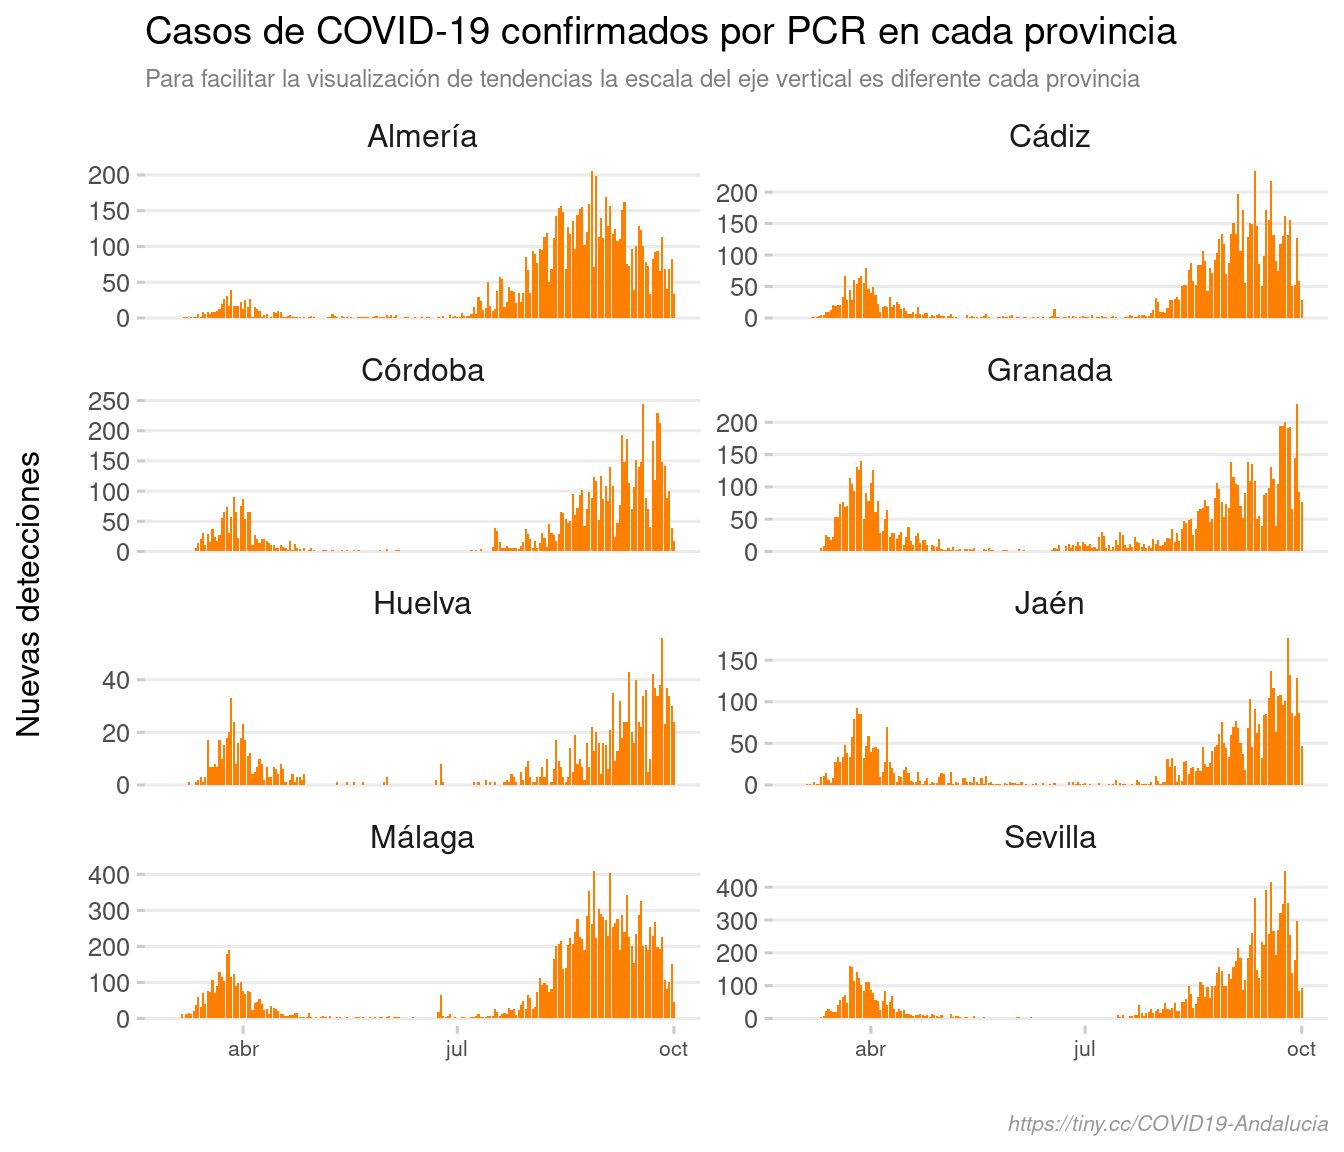 Casos de COVID-19 confirmados por PCR en cada provincia
Para facilitar la visualización de tendencias la escala del eje vertical es diferente cada provincia
Nuevas detecciones
Almería
200
150
100
50
0
Cádiz
200
150
100
50
0
Córdoba
250
200
150
100
50
0
Granada
200
150
100
50
0
Huelva
40
20
0
Jaén
150
100
50
0
Málaga
400
300
200
100
0
abr jul oct
Sevilla
400
300
200
100
0
abr jul oct
https://tiny.cc/COVID19-Andalucia